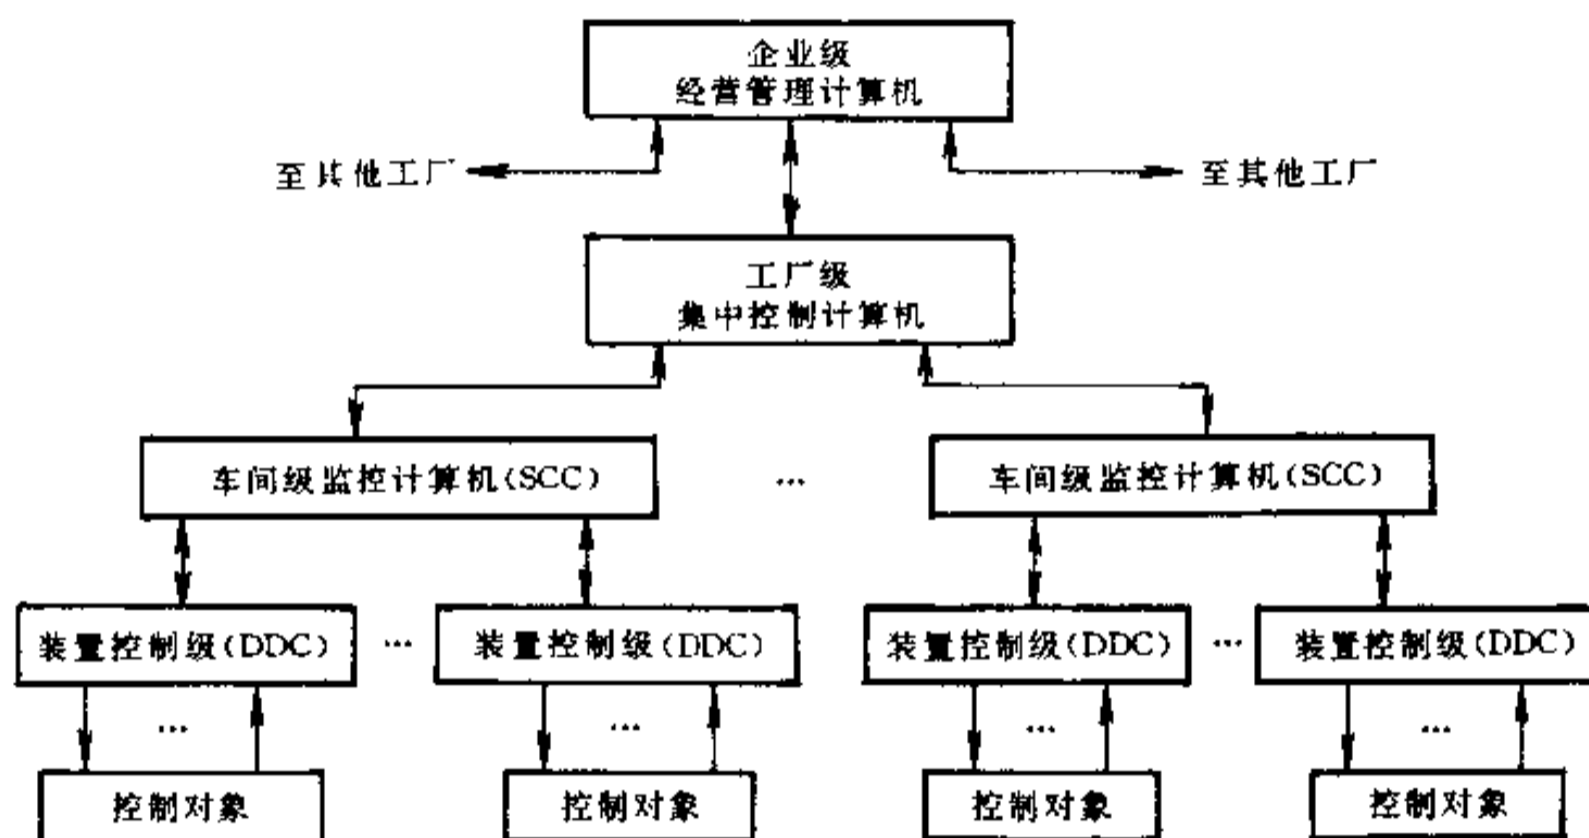 企业级
经营管理计算机
至其他工厂
至其他工厂
工厂级
集中控制计算机
车间级监控计算机(SCC)
...
车间级监控计算机(SCC)
装置控制级(DDC)
...
装置控制级(DDC)
装置控制级(DDC)
...
装置控制级(DDC)
...
...
...
...
控制对象
控制对象
控制对象
控制对象